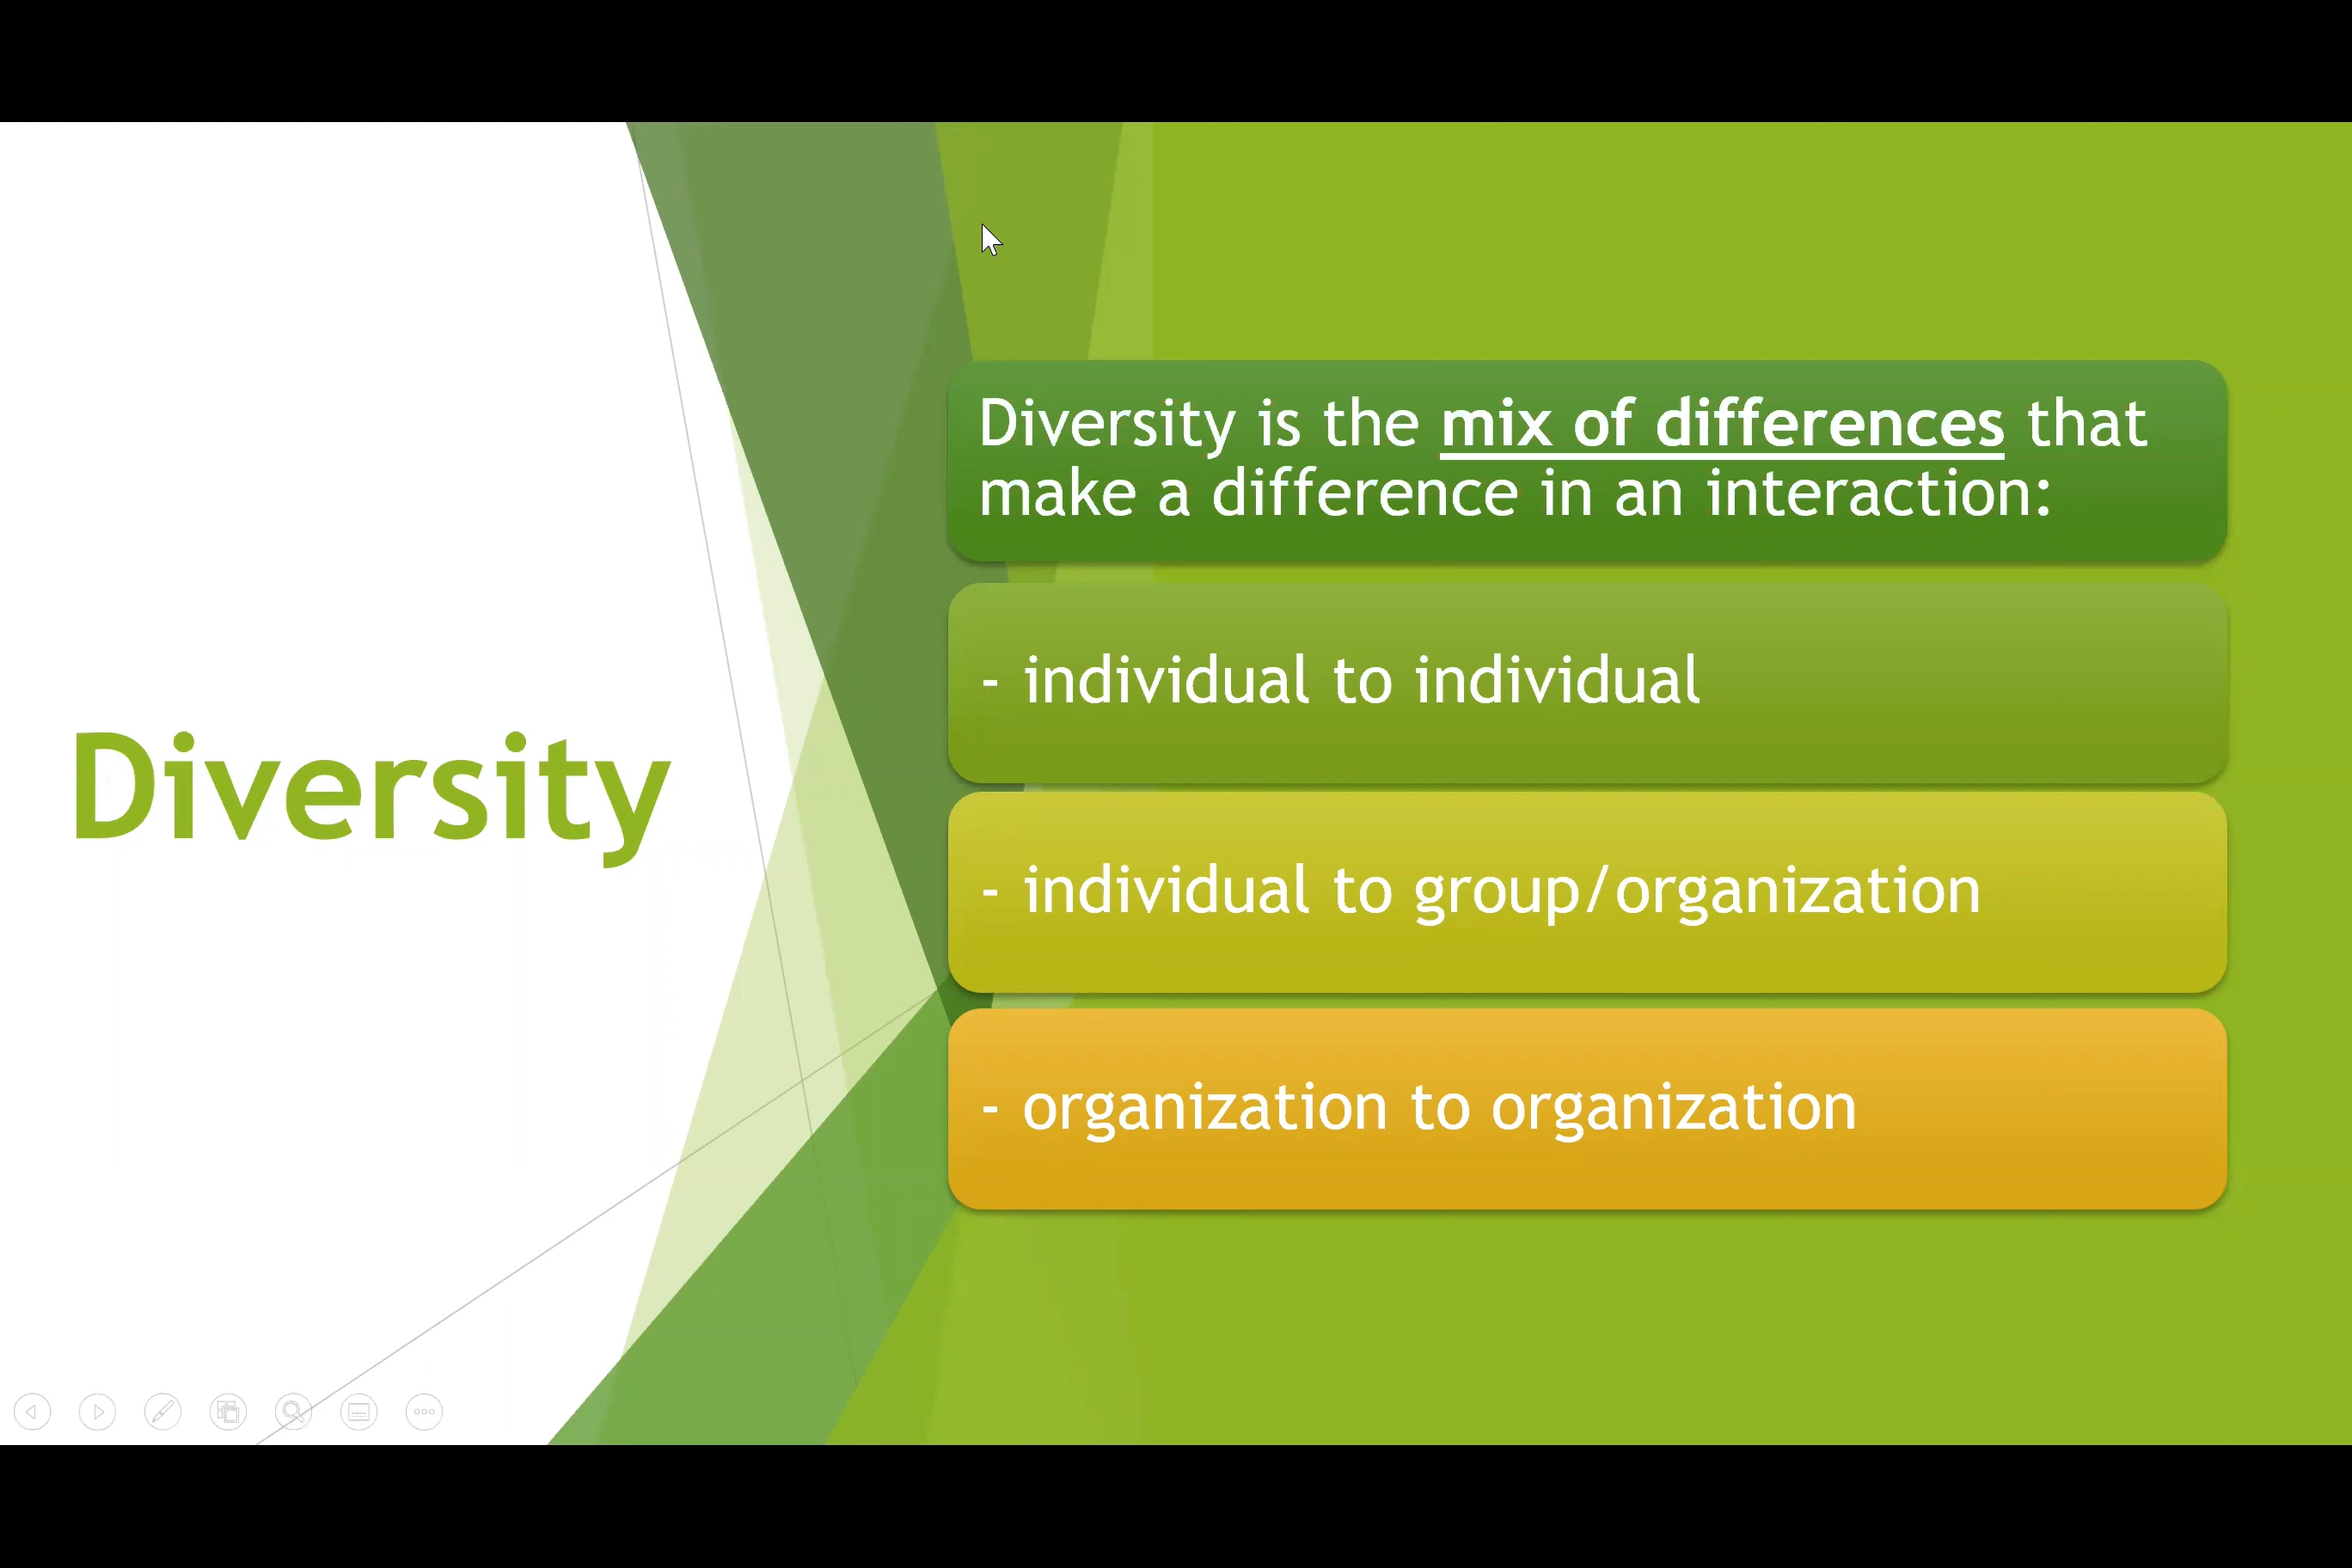 Diversity
Diversity is the mix of differences that
make a difference in an interaction:
- individual to individual
- individual to group/organization
- organization to organization